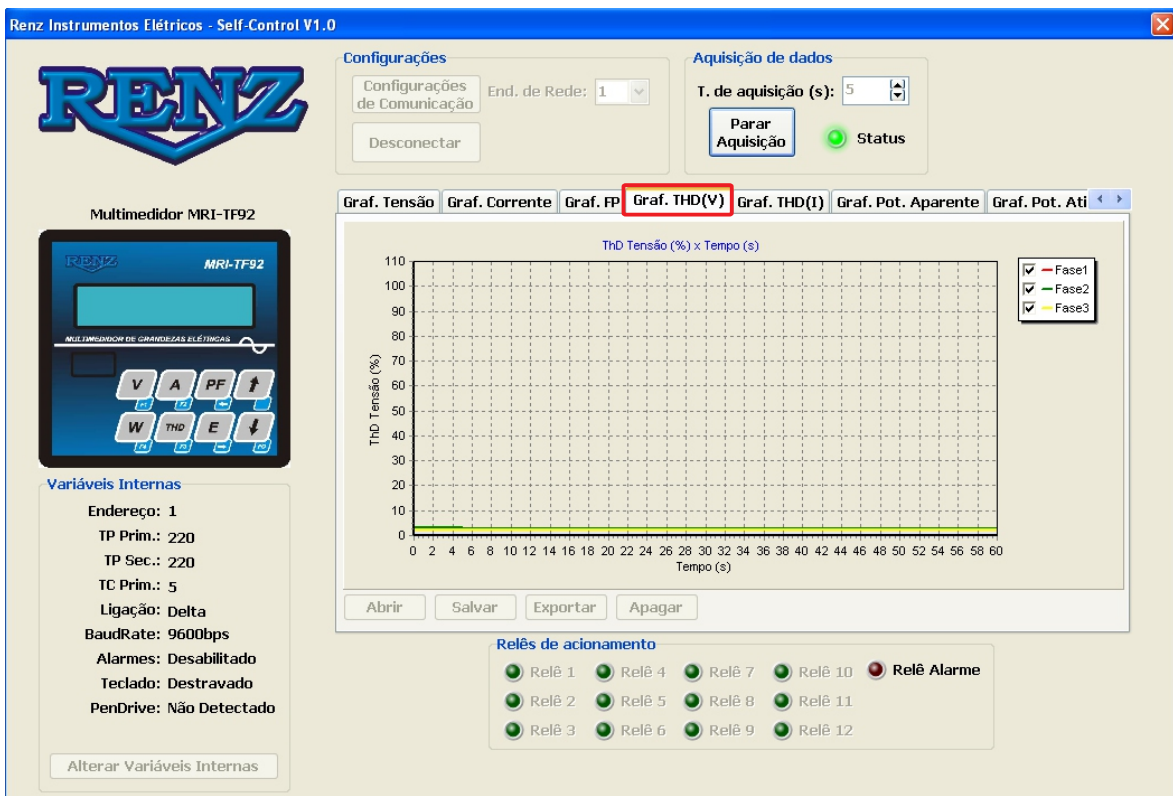 Renz Instrumentos Elétricos - Self-Control V1.0
RENZ
Configurações
Configurações de Comunicação
End. de Rede: 1
Desconectar
Aquisição de dados
T. de aquisição (s): 5
Parar Aquisição
Status
Multimedidor MRI-TF92
RENZ
MRI-TF92
MULTIMEDIDOR DE GRANDEZAS ELÉTRICAS
V A PF
F1 F2
W THD E
F4 F5
Variáveis Internas
Endereço: 1
TP Prim.: 220
TP Sec.: 220
TC Prim.: 5
Ligação: Delta
BaudRate: 9600bps
Alarmes: Desabilitado
Teclado: Destravado
PenDrive: Não Detectado
Alterar Variáveis Internas
Graf. Tensão Graf. Corrente Graf. FP Graf. THD(V) Graf. THD(I) Graf. Pot. Aparente Graf. Pot. Ati
ThD Tensão (%) x Tempo (s)
Fase1
Fase2
Fase3
ThD Tensão (%)
110
100
90
80
70
60
50
40
30
20
10
0
0 2 4 6 8 10 12 14 16 18 20 22 24 26 28 30 32 34 36 38 40 42 44 46 48 50 52 54 56 58 60
Tempo (s)
Abrir Salvar Exportar Apagar
Relês de acionamento
Relê 1 Relê 4 Relê 7 Relê 10 Relê Alarme
Relê 2 Relê 5 Relê 8 Relê 11
Relê 3 Relê 6 Relê 9 Relê 12